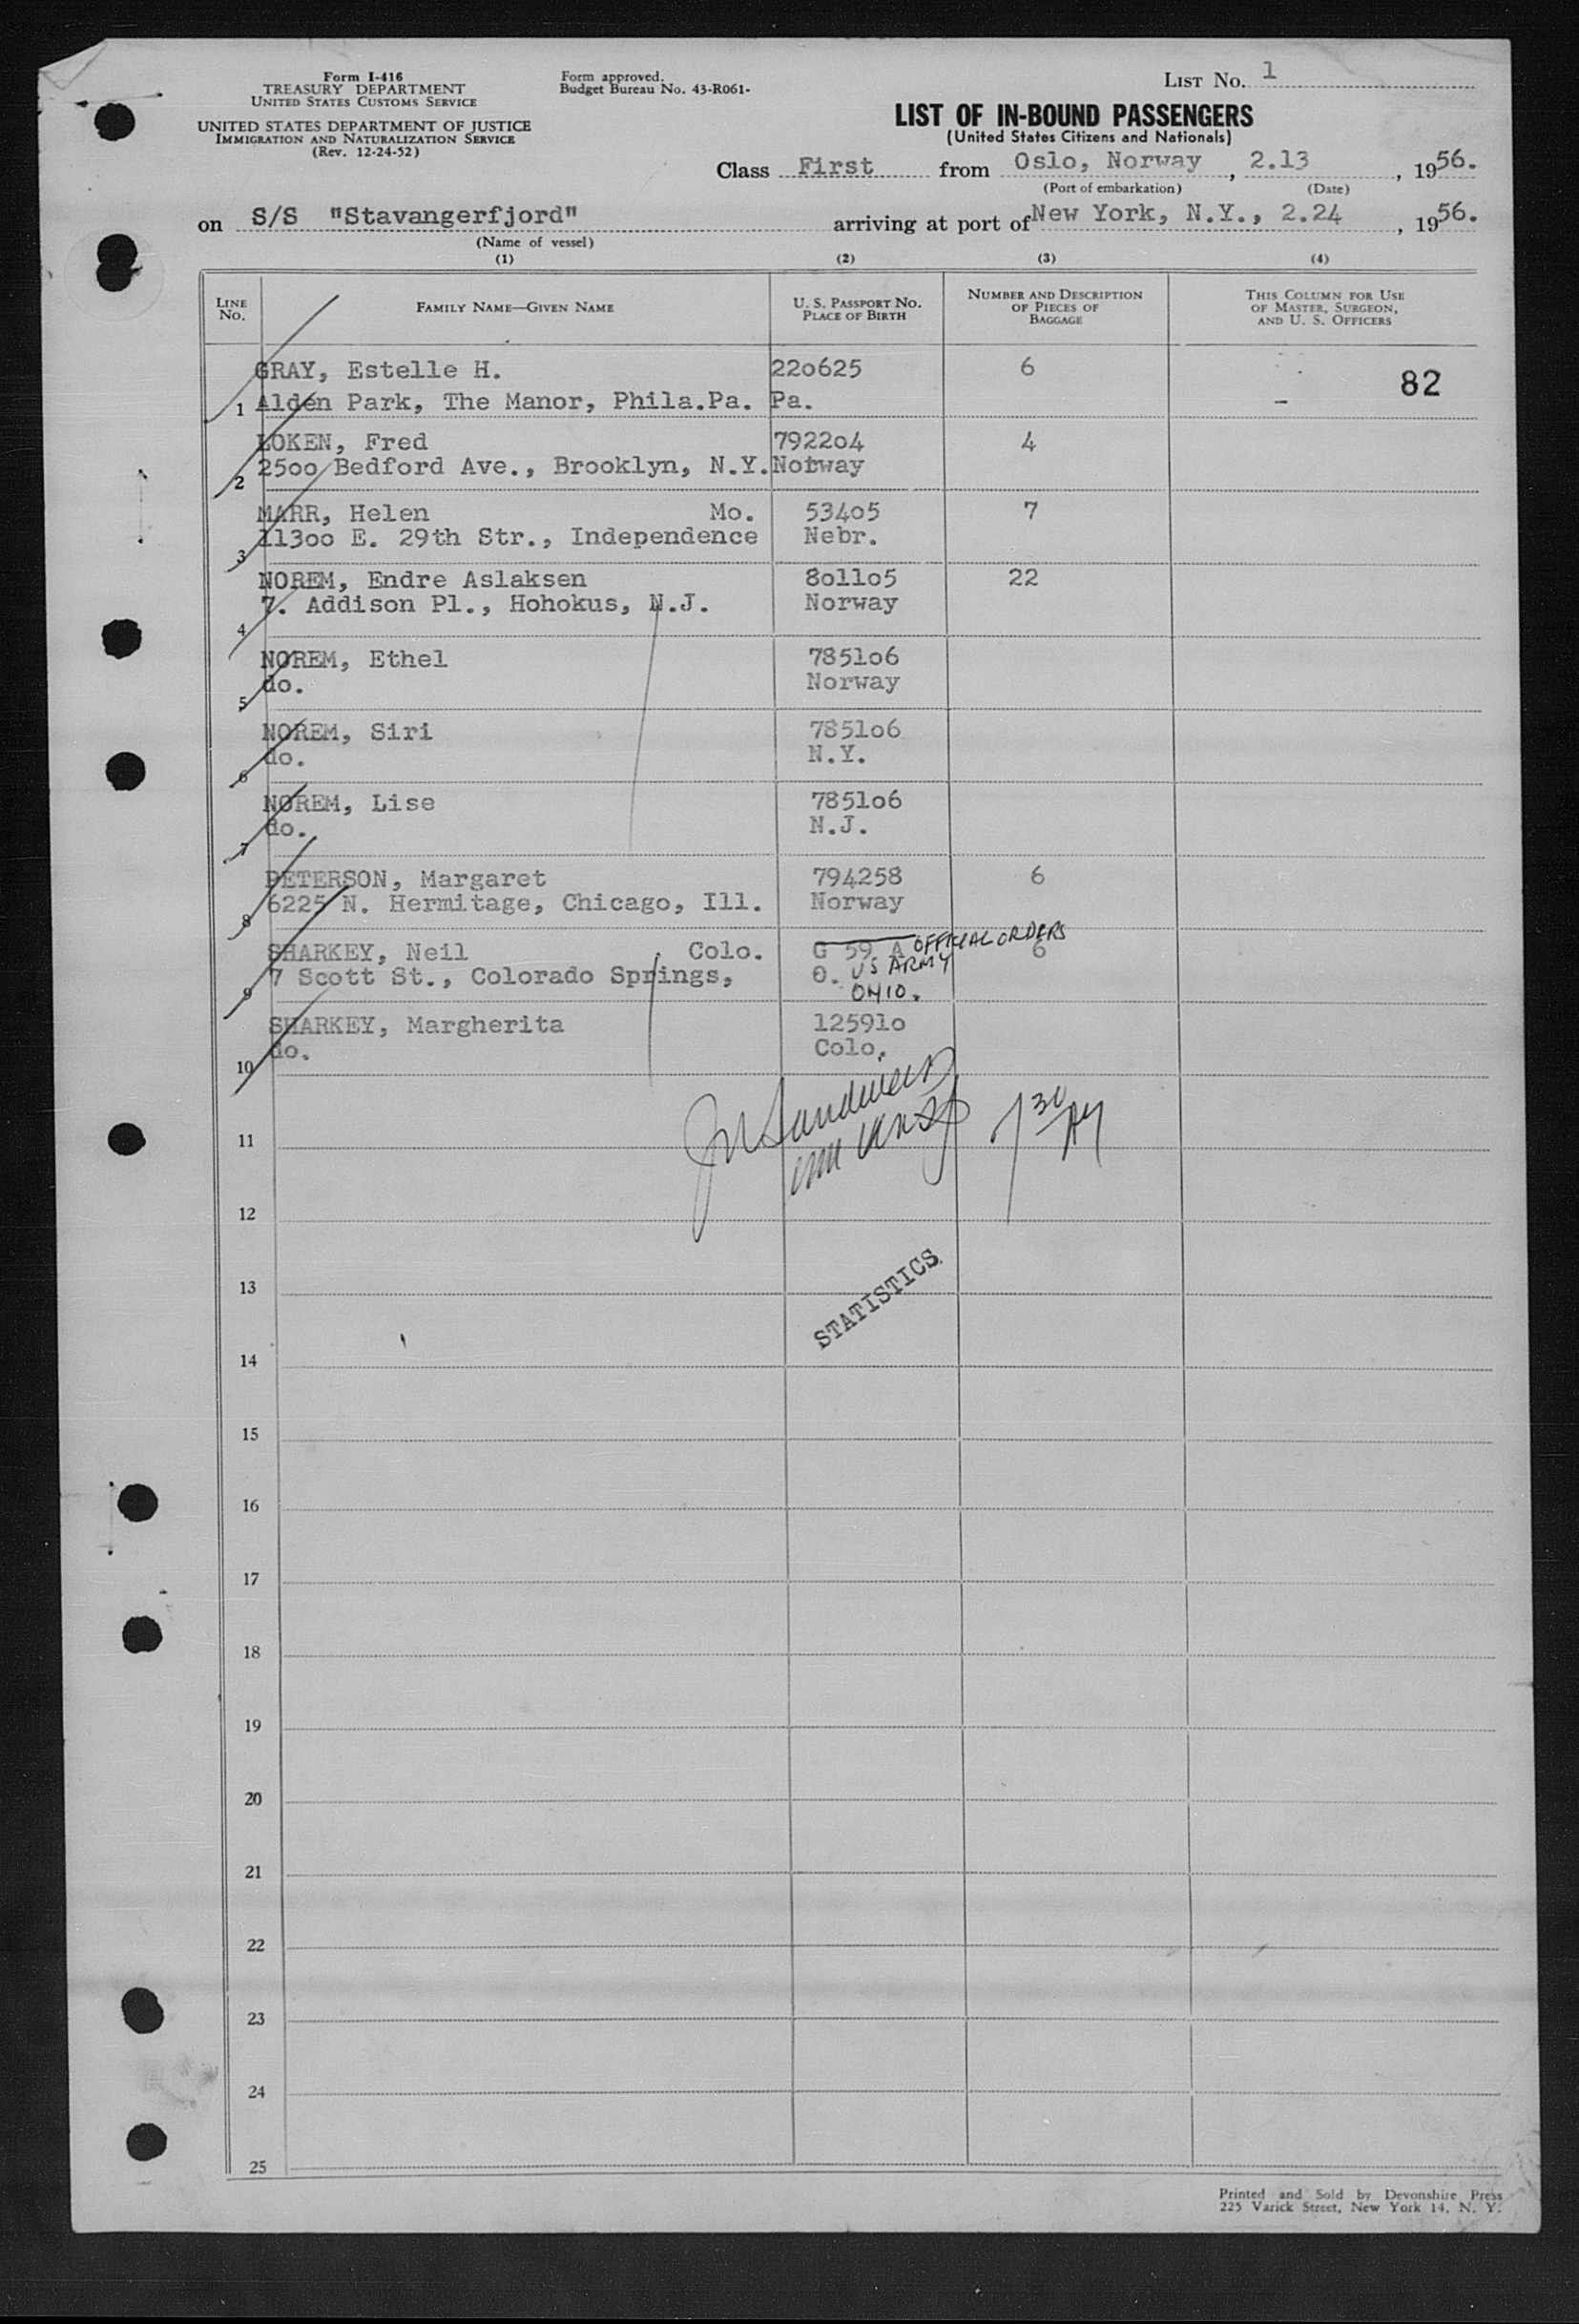 Form I-416
TREASURY DEPARTMENT
UNITED STATES CUSTOMS SERVICE
UNITED STATES DEPARTMENT OF JUSTICE
IMMIGRATION AND NATURALIZATION SERVICE
(Rev. 12-24-52)
Form approved.
Budget Bureau No. 43-R061-
LIST No. 1
LIST OF IN-BOUND PASSENGERS
(United States Citizens and Nationals)
Class First from Oslo, Norway, 2.13, 1956.
(Port of embarkation) (Date)
on S/S "Stavangerfjord" arriving at port of New York, N.Y., 2.24, 1956.
(Name of vessel)
(1) (2) (3) (4)
LINE No. FAMILY NAME—GIVEN NAME U. S. PASSPORT No. PLACE OF BIRTH NUMBER AND DESCRIPTION OF PIECES OF BAGGAGE THIS COLUMN FOR USE OF MASTER, SURGEON, AND U. S. OFFICERS
GRAY, Estelle H. 220625 6 82
1 Alden Park, The Manor, Phila.Pa. Pa. –
LOKEN, Fred 792204 4
2 2500 Bedford Ave., Brooklyn, N.Y. Norway
MARR, Helen Mo. 53405 7
3 11300 E. 29th Str., Independence Nebr.
NOREM, Endre Aslaksen 801105 22
4 7. Addison Pl., Hohokus, N.J. Norway
NOREM, Ethel 785106
5 do. Norway
NOREM, Siri 785106
6 do. N.Y.
NOREM, Lise 785106
7 do. N.J.
PETERSON, Margaret 794258 6
8 6225 N. Hermitage, Chicago, Ill. Norway
SHARKEY, Neil Colo. G 59 A OFFICIAL ORDERS 6
9 7 Scott St., Colorado Springs, O. US ARMY
OHIO.
SHARKEY, Margherita 125910
10 do. Colo.
11
12
13
STATISTICS
14
15
16
17
18
19
20
21
22
23
24
25
Printed and Sold by Devonshire Press
225 Varick Street, New York 14, N. Y.